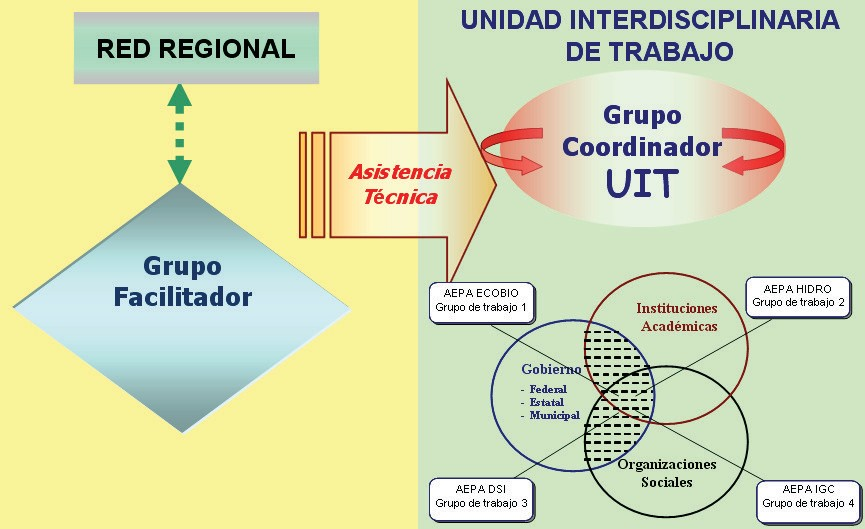 RED REGIONAL
Grupo
Facilitador
Asistencia
Técnica
UNIDAD INTERDISCIPLINARIA
DE TRABAJO
Grupo
Coordinador
UIT
AEPA ECOBIO
Grupo de trabajo 1
AEPA HIDRO
Grupo de trabajo 2
Instituciones
Académicas
Gobierno
- Federal
- Estatal
- Municipal
Organizaciones
Sociales
AEPA DSI
Grupo de trabajo 3
AEPA IGC
Grupo de trabajo 4